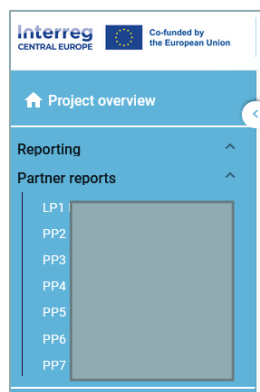 Interreg
CENTRAL EUROPE
Co-funded by
the European Union
Project overview
Reporting
Partner reports
LP1
PP2
PP3
PP4
PP5
PP6
PP7